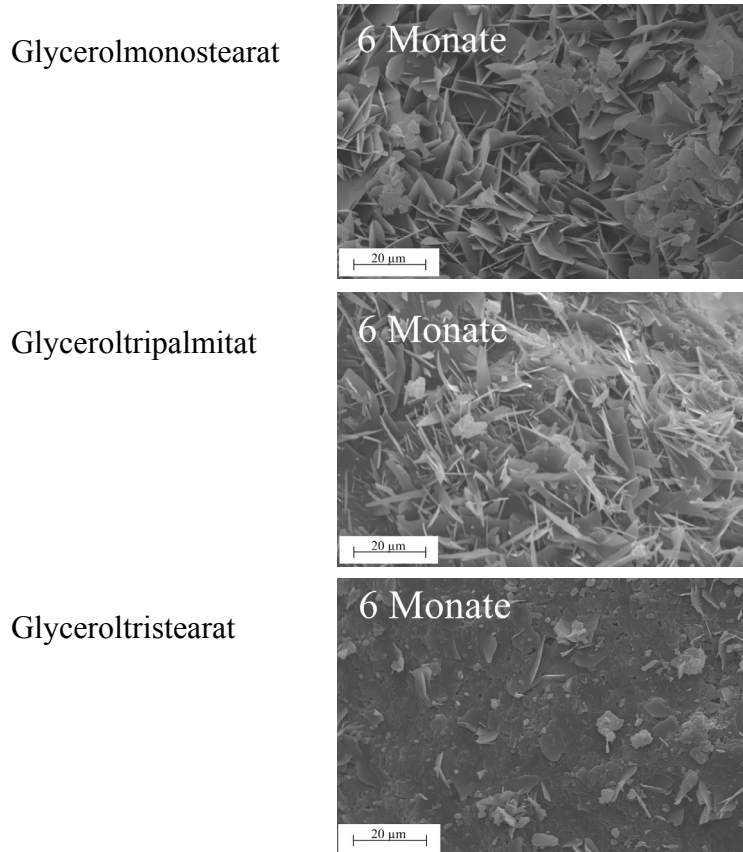 Glycerolmonostearat
6 Monate
20 µm
Glyceroltripalmitat
6 Monate
20 µm
Glyceroltristearat
6 Monate
20 µm